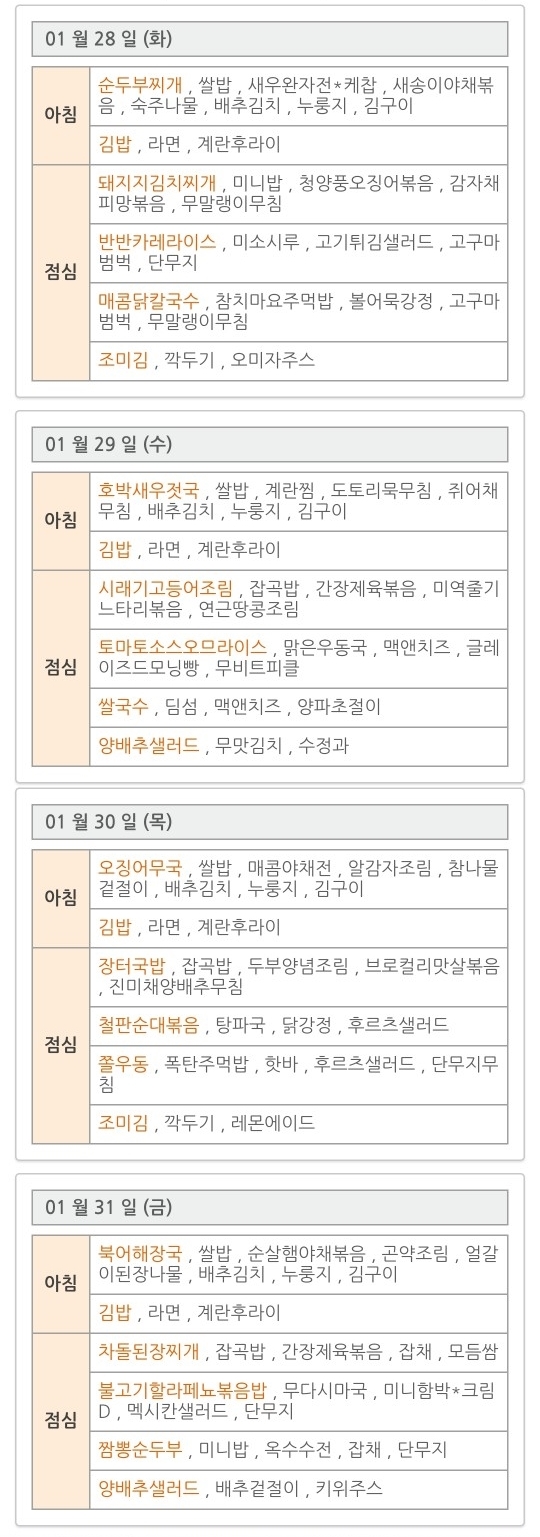 01 월 28 일 (화)
아침
순두부찌개 , 쌀밥 , 새우완자전*케찹 , 새송이야채볶
음 , 숙주나물 , 배추김치 , 누룽지 , 김구이
김밥 , 라면 , 계란후라이
점심
돼지지김치찌개 , 미니밥 , 청양풍오징어볶음 , 감자채
피망볶음 , 무말랭이무침
반반카레라이스 , 미소시루 , 고기튀김샐러드 , 고구마
범벅 , 단무지
매콤닭칼국수 , 참치마요주먹밥 , 볼어묵강정 , 고구마
범벅 , 무말랭이무침
조미김 , 깍두기 , 오미자주스
01 월 29 일 (수)
아침
호박새우젓국 , 쌀밥 , 계란찜 , 도토리묵무침 , 쥐어채
무침 , 배추김치 , 누룽지 , 김구이
김밥 , 라면 , 계란후라이
점심
시래기고등어조림 , 잡곡밥 , 간장제육볶음 , 미역줄기
느타리볶음 , 연근땅콩조림
토마토소스오므라이스 , 맑은우동국 , 맥앤치즈 , 글레
이즈드모닝빵 , 무비트피클
쌀국수 , 딤섬 , 맥앤치즈 , 양파초절이
양배추샐러드 , 무맛김치 , 수정과
01 월 30 일 (목)
아침
오징어무국 , 쌀밥 , 매콤야채전 , 알감자조림 , 참나물
겉절이 , 배추김치 , 누룽지 , 김구이
김밥 , 라면 , 계란후라이
점심
장터국밥 , 잡곡밥 , 두부양념조림 , 브로컬리맛살볶음
, 진미채양배추무침
철판순대볶음 , 탕파국 , 닭강정 , 후르츠샐러드
쫄우동 , 폭탄주먹밥 , 핫바 , 후르츠샐러드 , 단무지무
침
조미김 , 깍두기 , 레몬에이드
01 월 31 일 (금)
아침
북어해장국 , 쌀밥 , 순살햄야채볶음 , 곤약조림 , 얼갈
이된장나물 , 배추김치 , 누룽지 , 김구이
김밥 , 라면 , 계란후라이
점심
차돌된장찌개 , 잡곡밥 , 간장제육볶음 , 잡채 , 모듬쌈
불고기할라페뇨볶음밥 , 무다시마국 , 미니함박*크림
D , 멕시칸샐러드 , 단무지
짬뽕순두부 , 미니밥 , 옥수수전 , 잡채 , 단무지
양배추샐러드 , 배추겉절이 , 키위주스